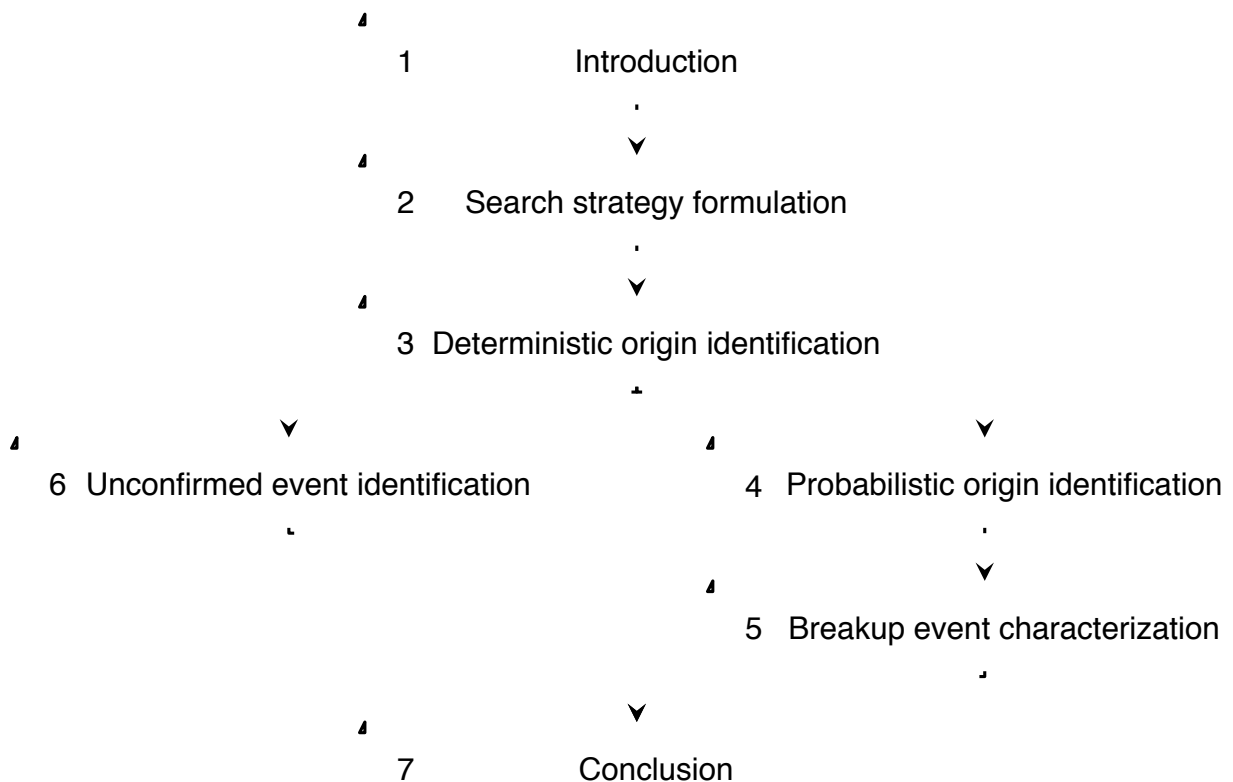 1 Introduction
2 Search strategy formulation
3 Deterministic origin identification
6 Unconfirmed event identification
4 Probabilistic origin identification
5 Breakup event characterization
7 Conclusion